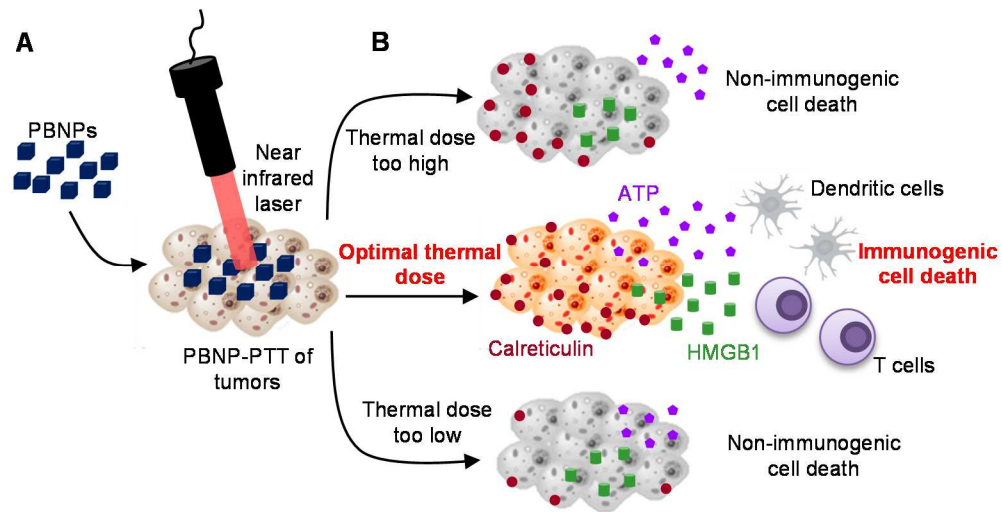 A
B
PBNPs
Near
infrared
laser
PBNP-PTT of
tumors
Thermal dose
too high
Non-immunogenic
cell death
Optimal thermal
dose
ATP
Dendritic cells
Immunogenic
cell death
Calreticulin
HMGB1
T cells
Thermal dose
too low
Non-immunogenic
cell death